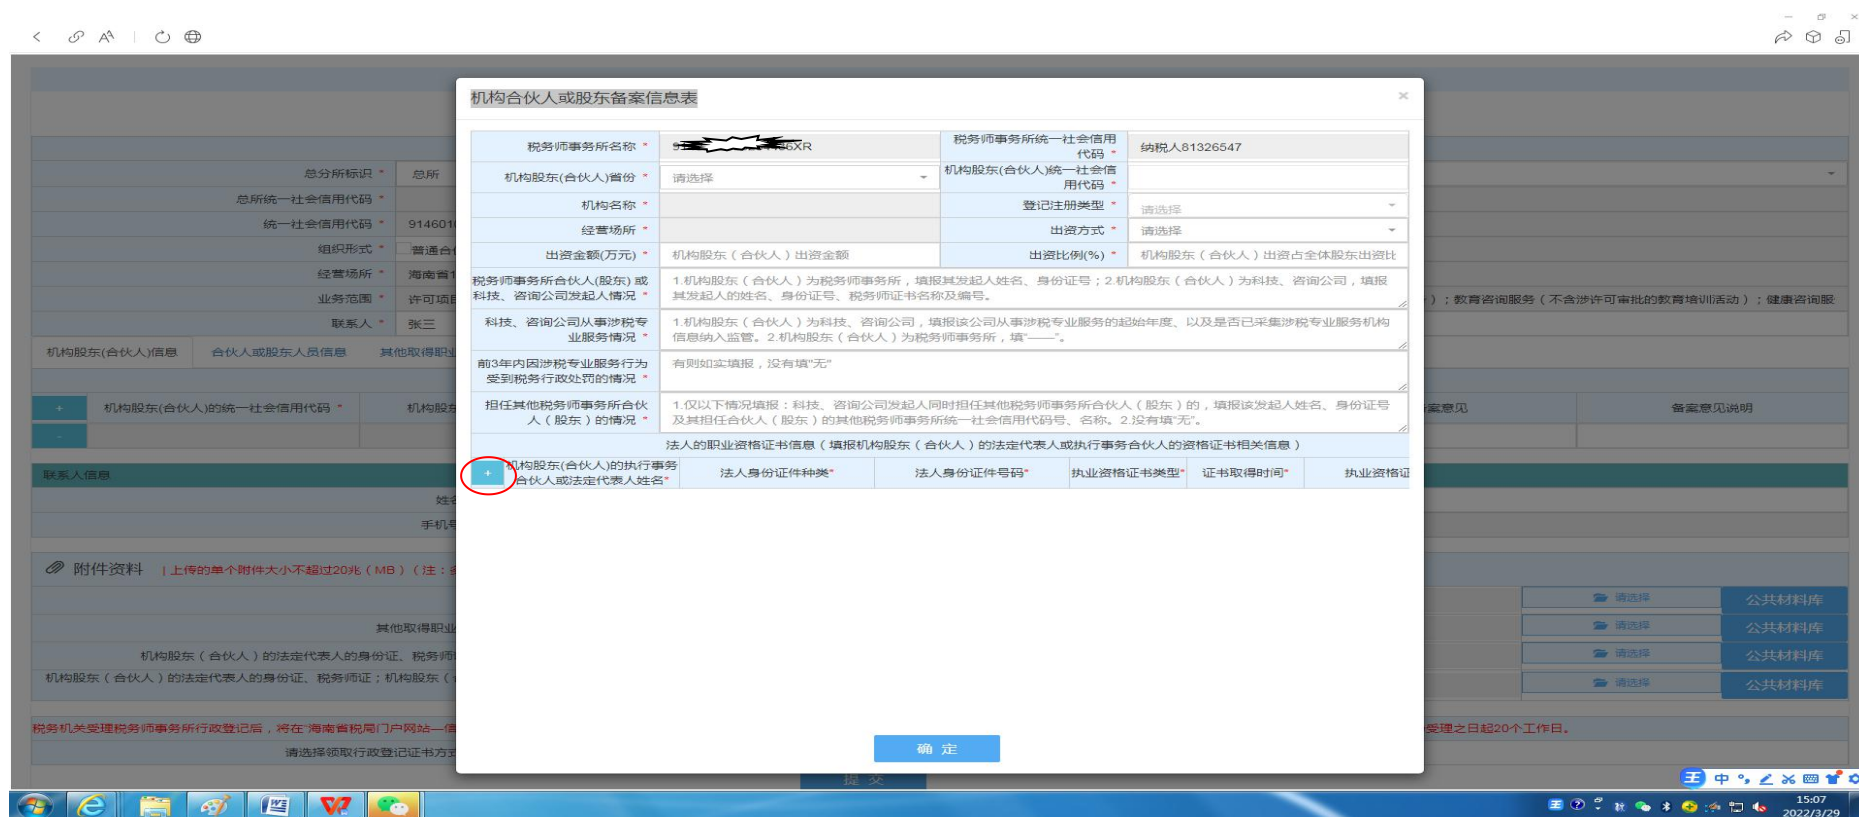 机构合伙人或股东备案信息表
税务师事务所名称 *
XR
税务师事务所统一社会信用代码 *
纳税人81326547
机构股东(合伙人)省份 *
请选择
机构股东(合伙人)统一社会信用代码 *
机构名称 *
登记注册类型 *
请选择
经营场所 *
出资方式 *
请选择
出资金额(万元) *
机构股东（合伙人）出资金额
出资比例(%) *
机构股东（合伙人）出资占全体股东出资比
税务师事务所合伙人(股东) 或科技、咨询公司发起人情况 *
1.机构股东（合伙人）为税务师事务所，填报其发起人姓名、身份证号；2.机构股东（合伙人）为科技、咨询公司，填报
其发起人的姓名、身份证号、税务师证书名称及编号。
科技、咨询公司从事涉税专业服务情况 *
1.机构股东（合伙人）为科技、咨询公司，填报该公司从事涉税专业服务的起始年度、以及是否已采集涉税专业服务机构
信息纳入监管。2.机构股东（合伙人）为税务师事务所，填“——”。
前3年内因涉税专业服务行为受到税务行政处罚的情况 *
有则如实填报，没有填“无”
担任其他税务师事务所合伙人（股东）的情况 *
1.仅以下情况填报：科技、咨询公司发起人同时担任其他税务师事务所合伙人（股东）的，填报该发起人姓名、身份证号
及其担任合伙人（股东）的其他税务师事务所统一社会信用代码号、名称。2.没有填“无”。
法人的职业资格证书信息（填报机构股东（合伙人）的法定代表人或执行事务合伙人的资格证书相关信息）
+
机构股东(合伙人)的执行事务合伙人或法定代表人姓名*
法人身份证件种类*
法人身份证件号码*
执业资格证书类型*
证书取得时间*
执业资格证
确 定
总分所标识 *
总所
总所统一社会信用代码 *
统一社会信用代码 *
914601
组织形式 *
普通合
经营场所 *
海南省1
业务范围 *
许可项目
）；教育咨询服务（不含涉许可审批的教育培训活动）；健康咨询服
联系人 *
张三
机构股东(合伙人)信息
合伙人或股东人员信息
其他取得职业
+
机构股东(合伙人)的统一社会信用代码 *
机构股东
案意见
备案意见说明
-
联系人信息
姓名
手机号
附件资料
| 上传的单个附件大小不超过20兆（MB）（注：多
请选择
公共材料库
其他取得职业
请选择
公共材料库
机构股东（合伙人）的法定代表人的身份证、税务师
请选择
公共材料库
机构股东（合伙人）的法定代表人的身份证、税务师证；机构股东（
请选择
公共材料库
税务机关受理税务师事务所行政登记后，将在“海南省税局门户网站—信
受理之日起20个工作日。
请选择领取行政登记证书方式
提 交
王 中
15:07
2022/3/29